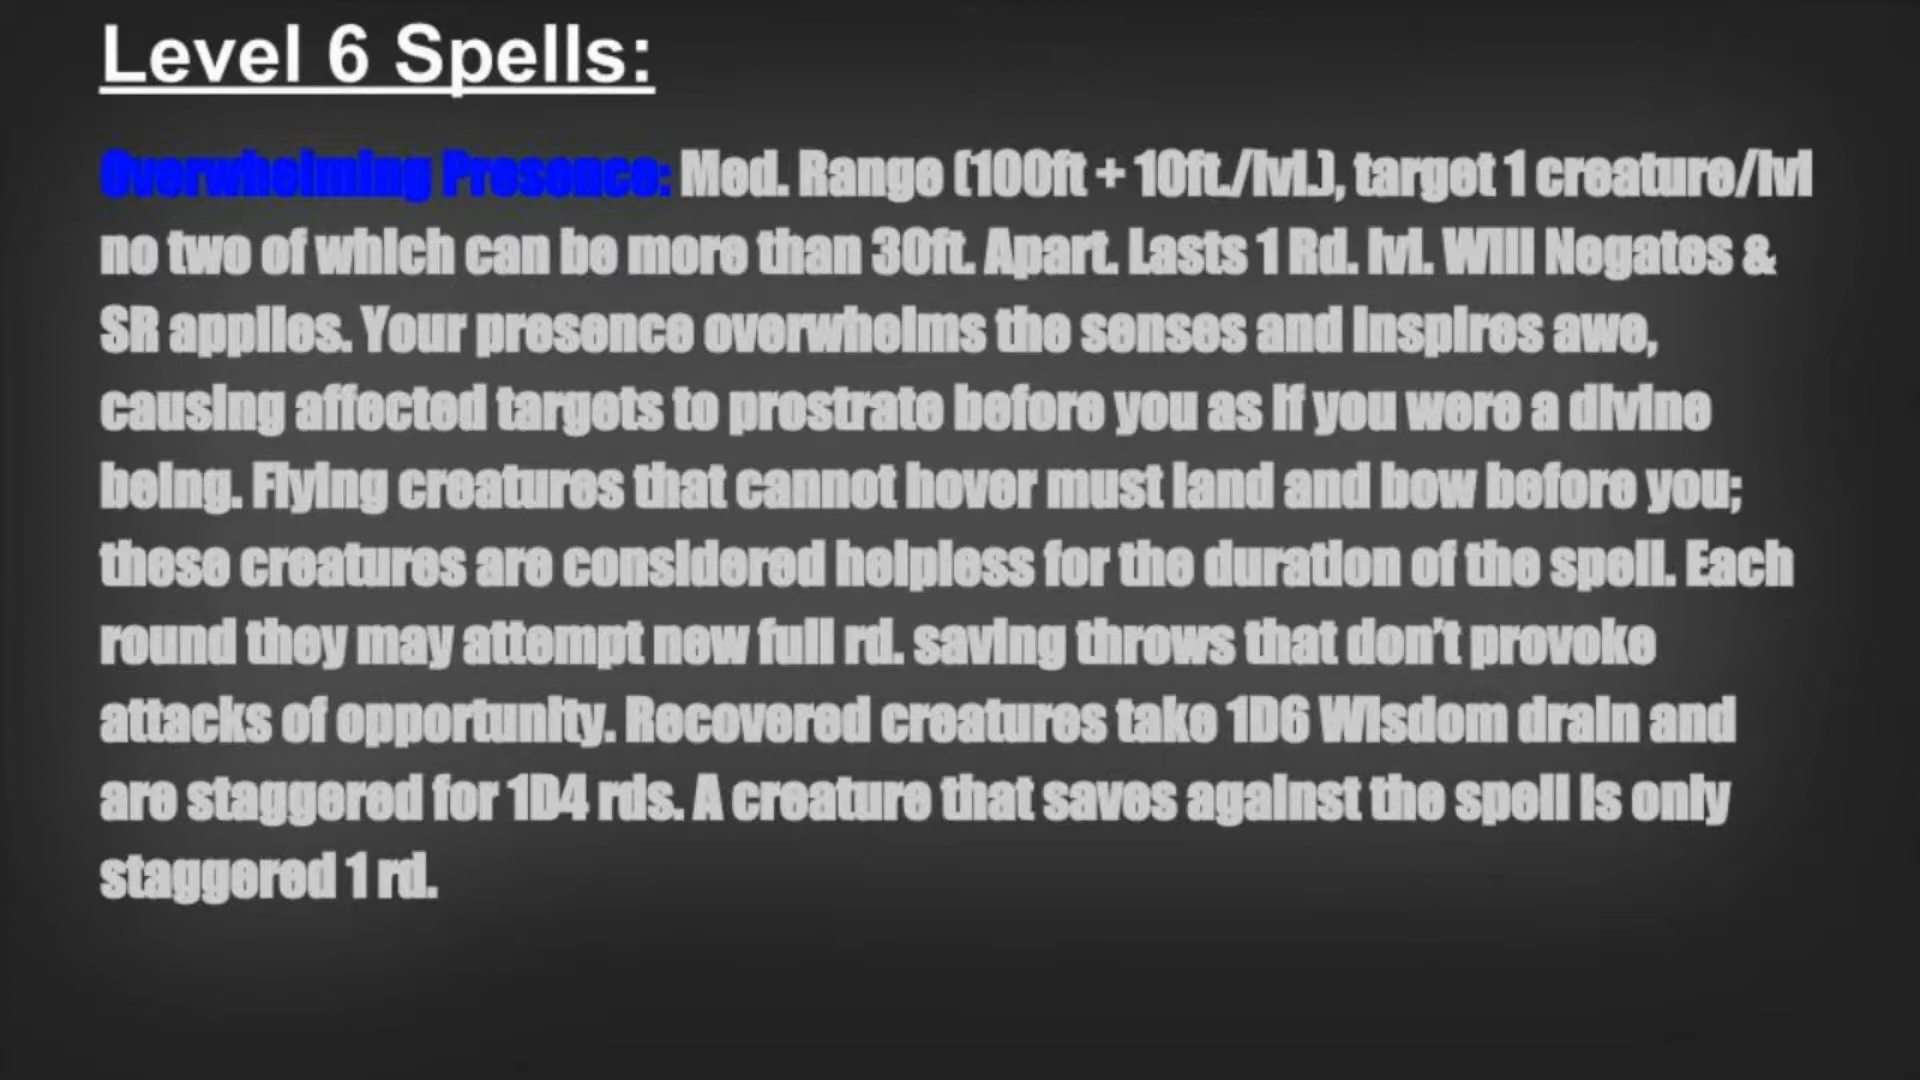 Level 6 Spells:
Overwhelming Presence: Med. Range (100ft + 10ft./lvl.), target 1 creature/lvl
no two of which can be more than 30ft. Apart. Lasts 1 Rd. lvl. Will Negates &
SR applies. Your presence overwhelms the senses and inspires awe,
causing affected targets to prostrate before you as if you were a divine
being. Flying creatures that cannot hover must land and bow before you;
these creatures are considered helpless for the duration of the spell. Each
round they may attempt new full rd. saving throws that don't provoke
attacks of opportunity. Recovered creatures take 1D6 Wisdom drain and
are staggered for 1D4 rds. A creature that saves against the spell is only
staggered 1 rd.